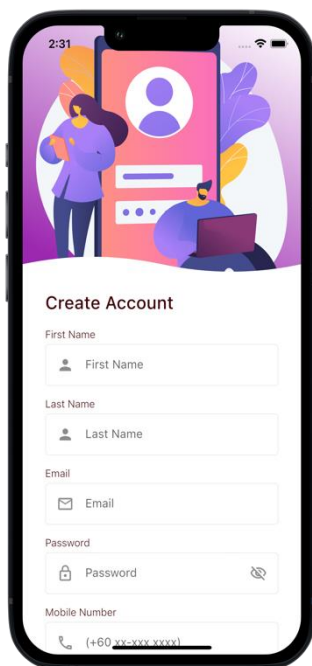 2:31
Create Account
First Name
First Name
Last Name
Last Name
Email
Email
Password
Password
Mobile Number
(+60 xx-xxx xxxx)